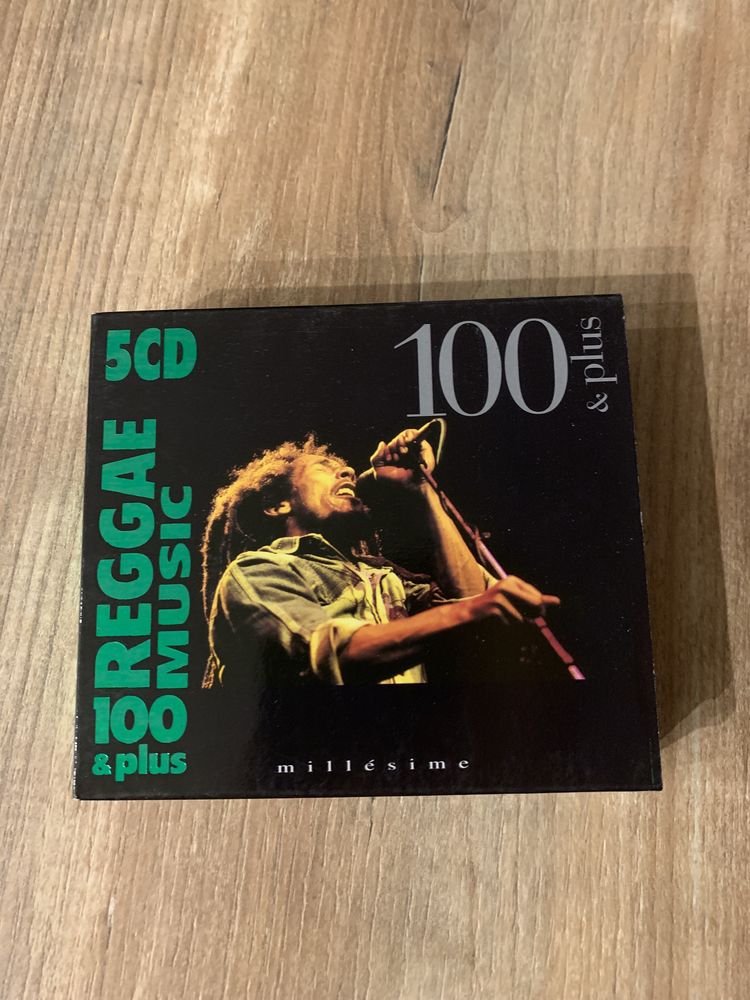 5CD
100
& plus
REGGAE
MUSIC
100
& plus
millésime